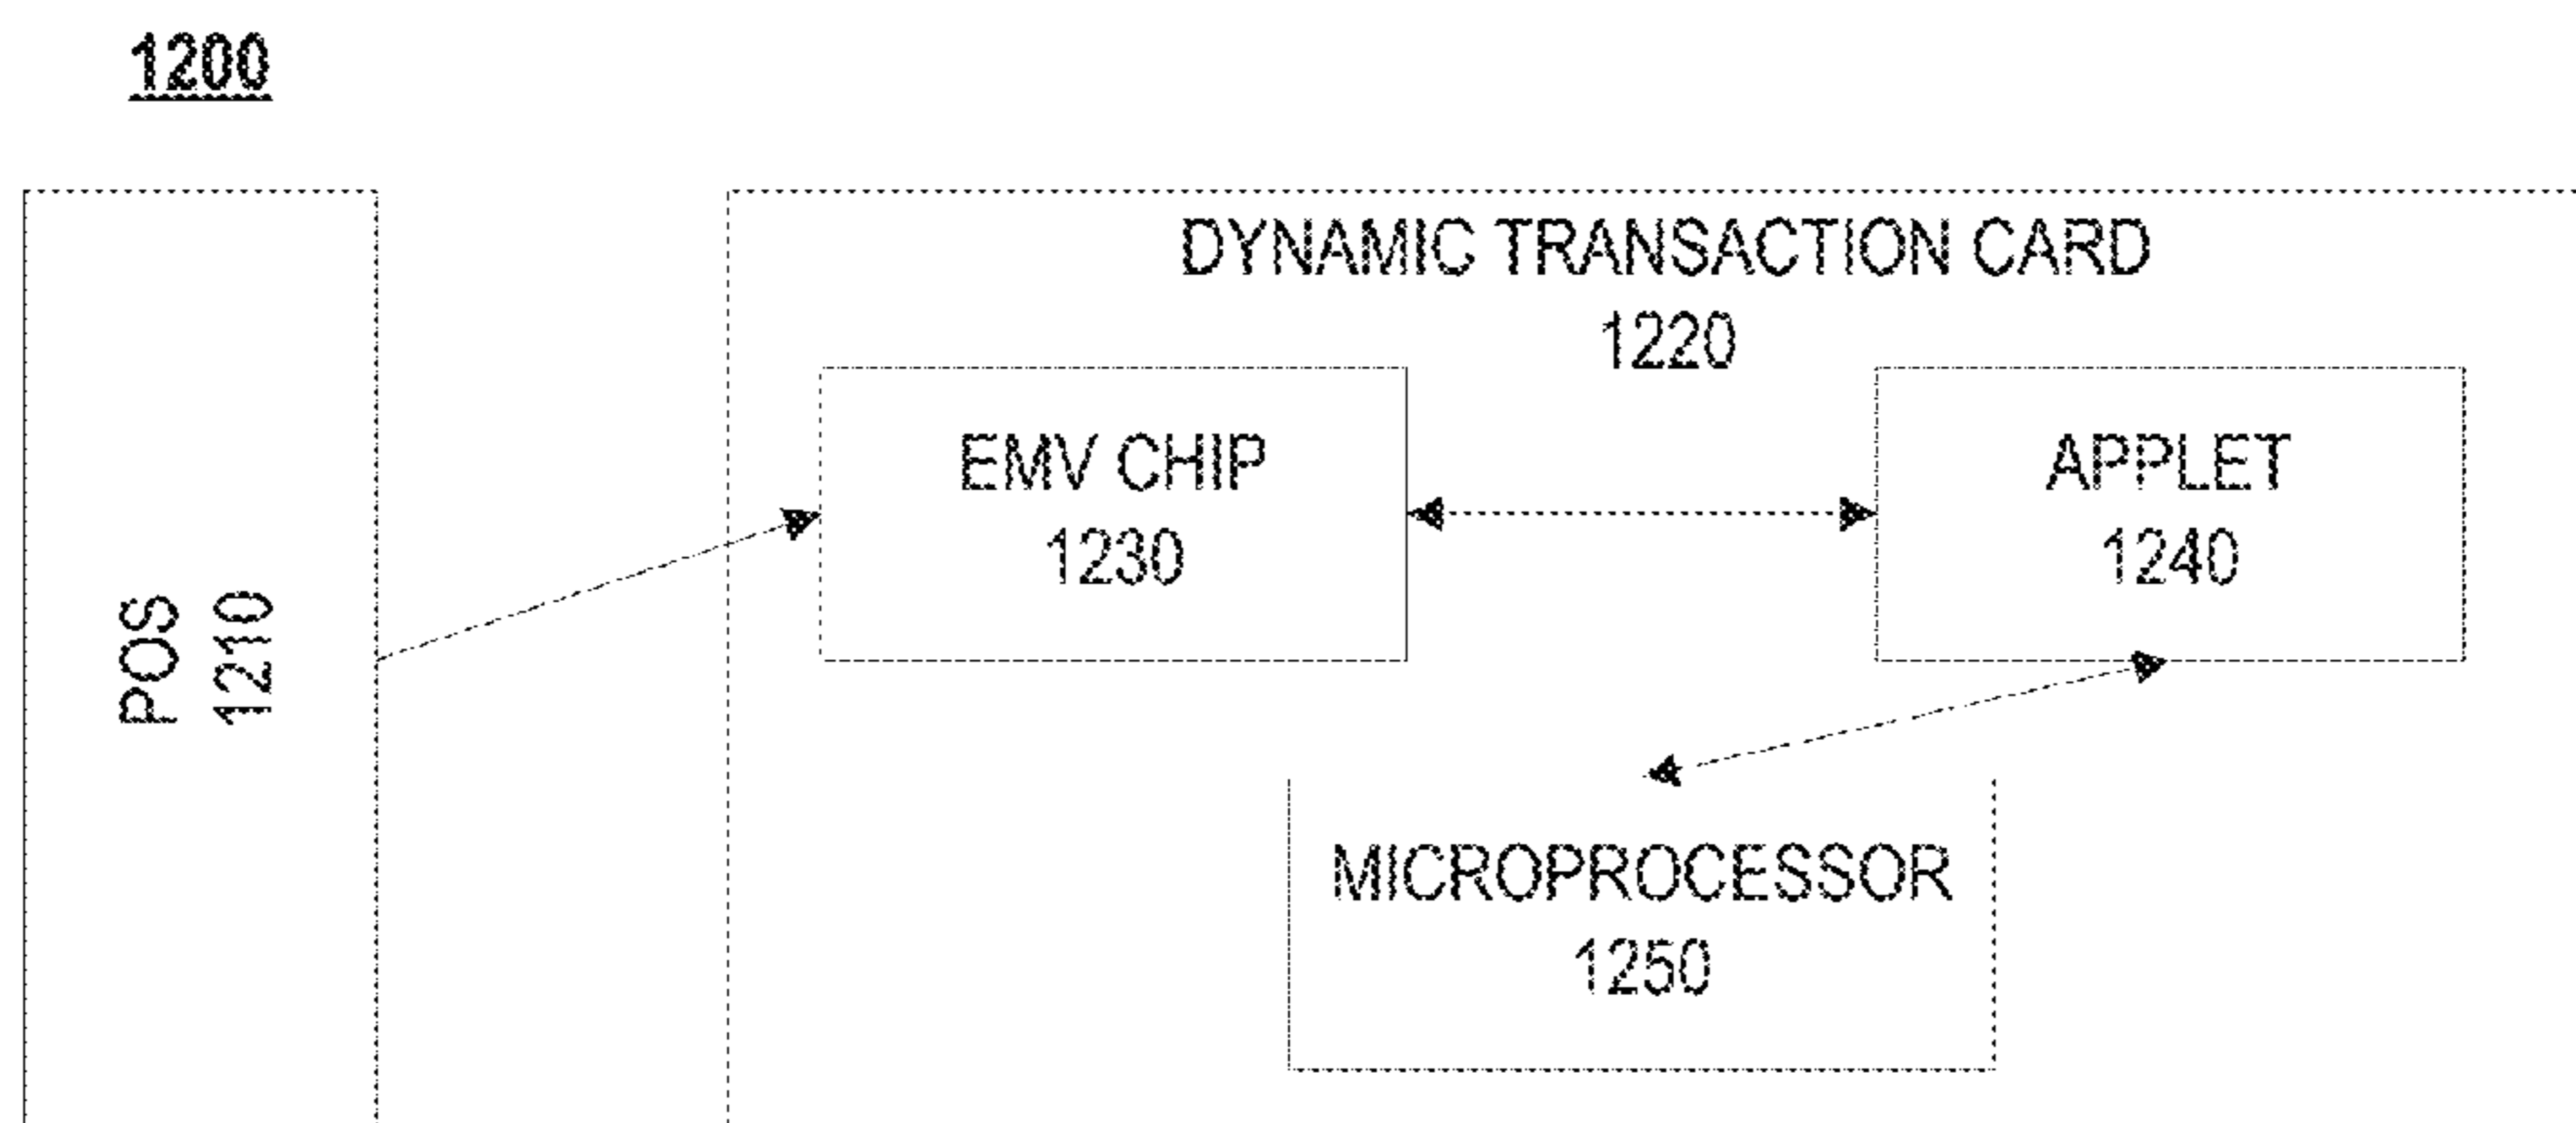 1200
DYNAMIC TRANSACTION CARD
1220
EMV CHIP
1230
APPLET
1240
POS
1210
MICROPROCESSOR
1250